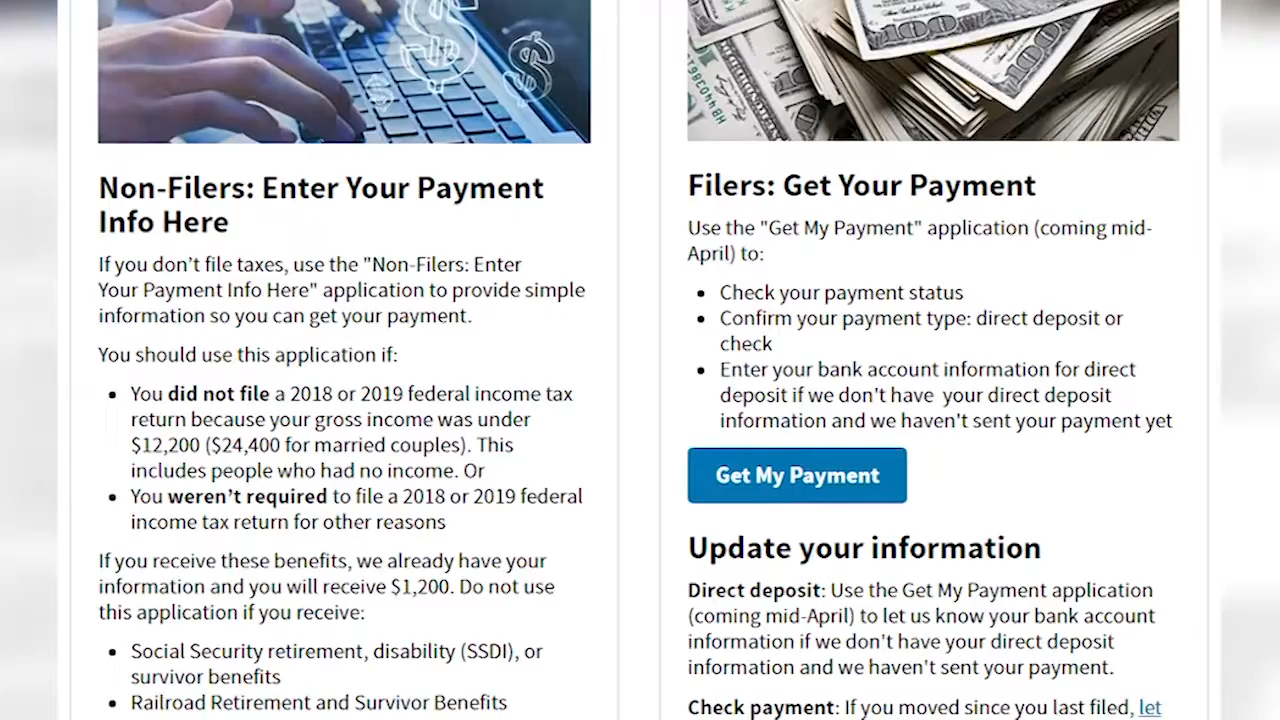 Non-Filers: Enter Your Payment
Info Here
If you don't file taxes, use the "Non-Filers: Enter
Your Payment Info Here" application to provide simple
information so you can get your payment.
You should use this application if:
You did not file a 2018 or 2019 federal income tax
return because your gross income was under
$12,200 ($24,400 for married couples). This
includes people who had no income. Or
You weren't required to file a 2018 or 2019 federal
income tax return for other reasons
If you receive these benefits, we already have your
information and you will receive $1,200. Do not use
this application if you receive:
Social Security retirement, disability (SSDI), or
survivor benefits
Railroad Retirement and Survivor Benefits
Filers: Get Your Payment
Use the "Get My Payment" application (coming mid-
April) to:
Check your payment status
Confirm your payment type: direct deposit or
check
Enter your bank account information for direct
deposit if we don't have your direct deposit
information and we haven't sent your payment yet
Get My Payment
Update your information
Direct deposit: Use the Get My Payment application
(coming mid-April) to let us know your bank account
information if we don't have your direct deposit
information and we haven't sent your payment.
Check payment: If you moved since you last filed, let